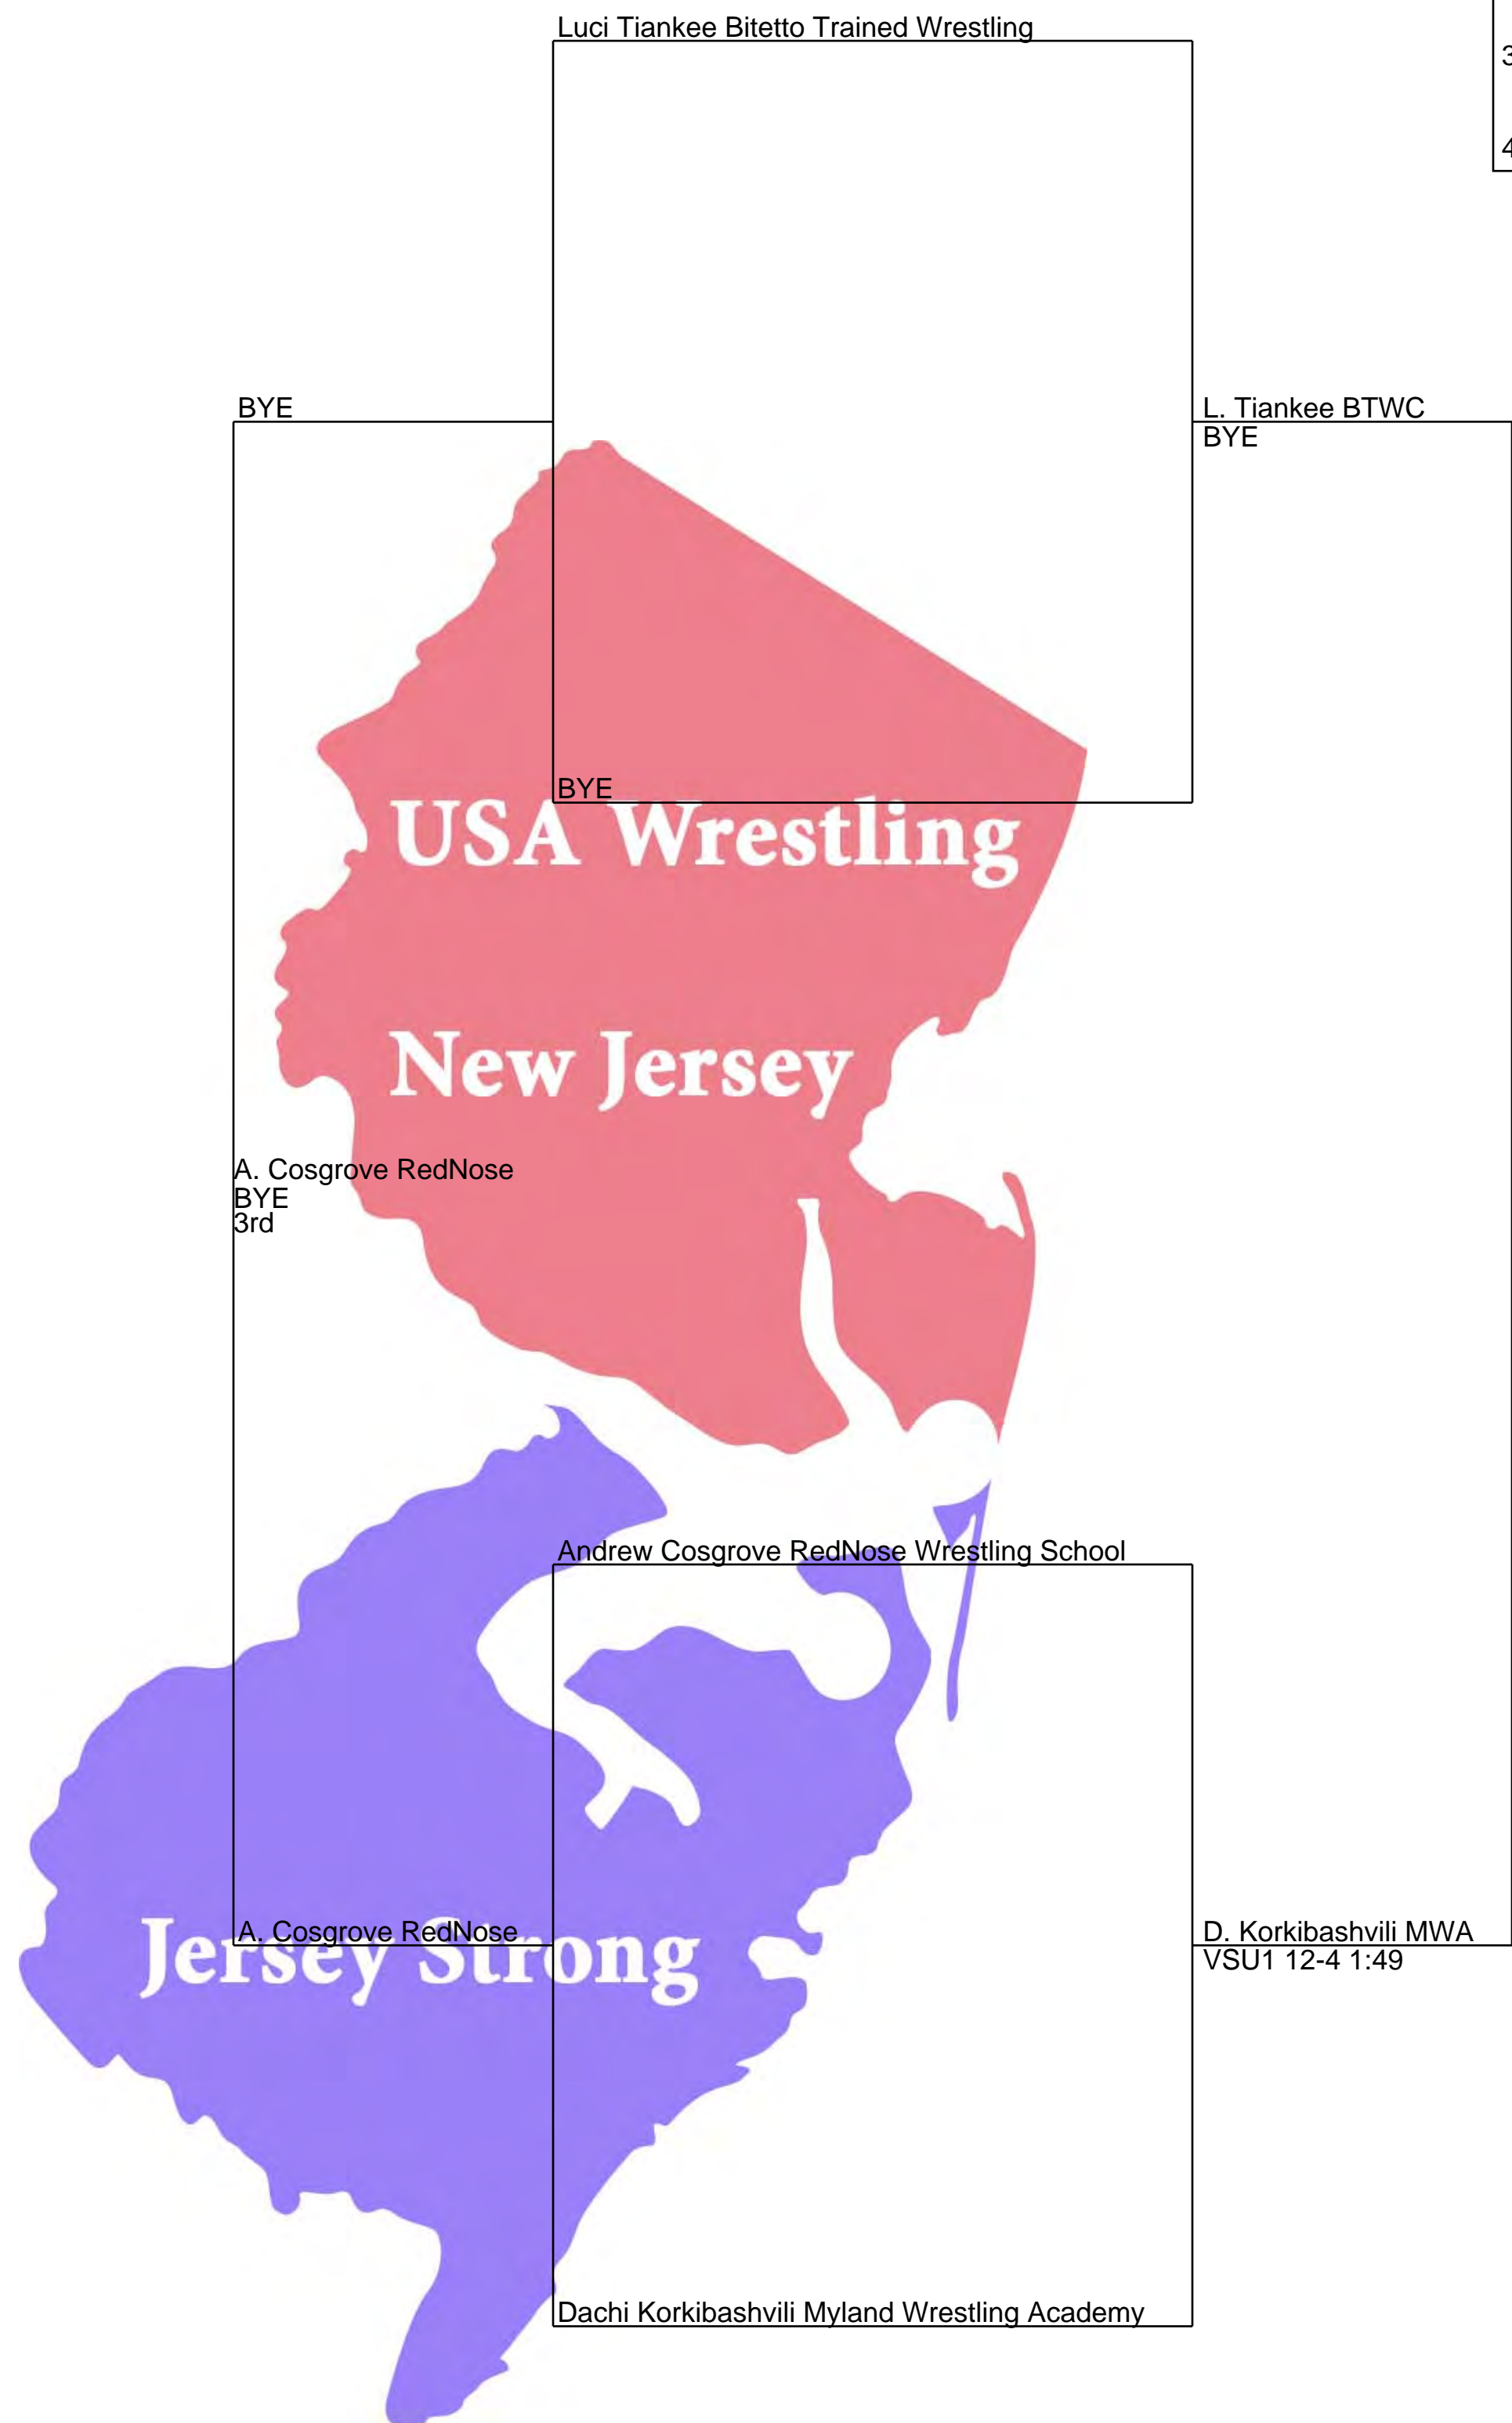 Luci Tiankee Bitetto Trained Wrestling
3
4
BYE
L. Tiankee BTWC
BYE
BYE
USA Wrestling
New Jersey
A. Cosgrove RedNose
BYE
3rd
Andrew Cosgrove RedNose Wrestling School
A. Cosgrove RedNose
Jersey Strong
D. Korkibashvili MWA
VSU1 12-4 1:49
Dachi Korkibashvili Myland Wrestling Academy